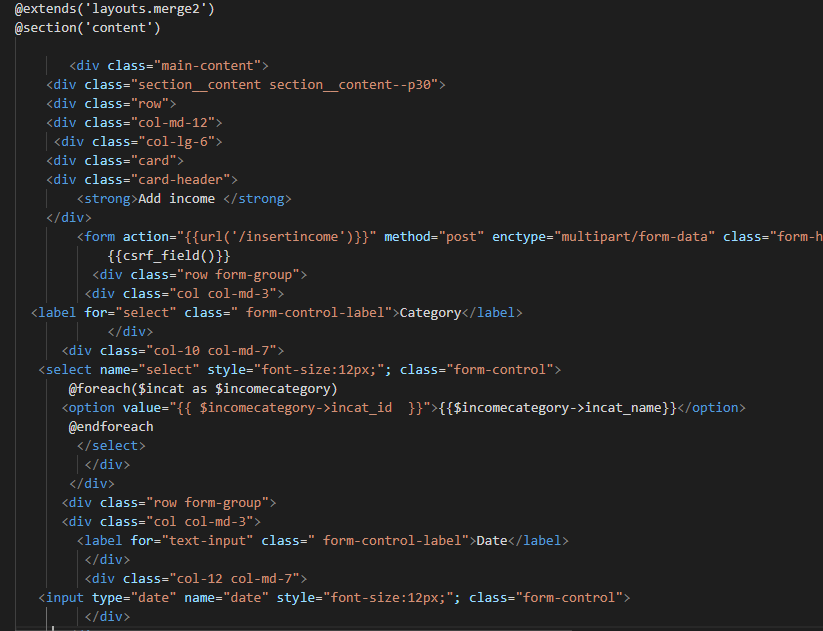 @extends('layouts.merge2')
@section('content')
<div class="main-content">
<div class="section__content section__content--p30">
<div class="row">
<div class="col-md-12">
<div class="col-lg-6">
<div class="card">
<div class="card-header">
<strong>Add income </strong>
</div>
<form action="{{url('/insertincome')}}" method="post" enctype="multipart/form-data" class="form-h
{{csrf_field()}}
<div class="row form-group">
<div class="col col-md-3">
<label for="select" class=" form-control-label">Category</label>
</div>
<div class="col-10 col-md-7">
<select name="select" style="font-size:12px;"; class="form-control">
@foreach($incat as $incomecategory)
<option value="{{ $incomecategory->incat_id  }}">{{$incomecategory->incat_name}}</option>
@endforeach
</select>
</div>
</div>
<div class="row form-group">
<div class="col col-md-3">
<label for="text-input" class=" form-control-label">Date</label>
</div>
<div class="col-12 col-md-7">
<input type="date" name="date" style="font-size:12px;"; class="form-control">
</div>